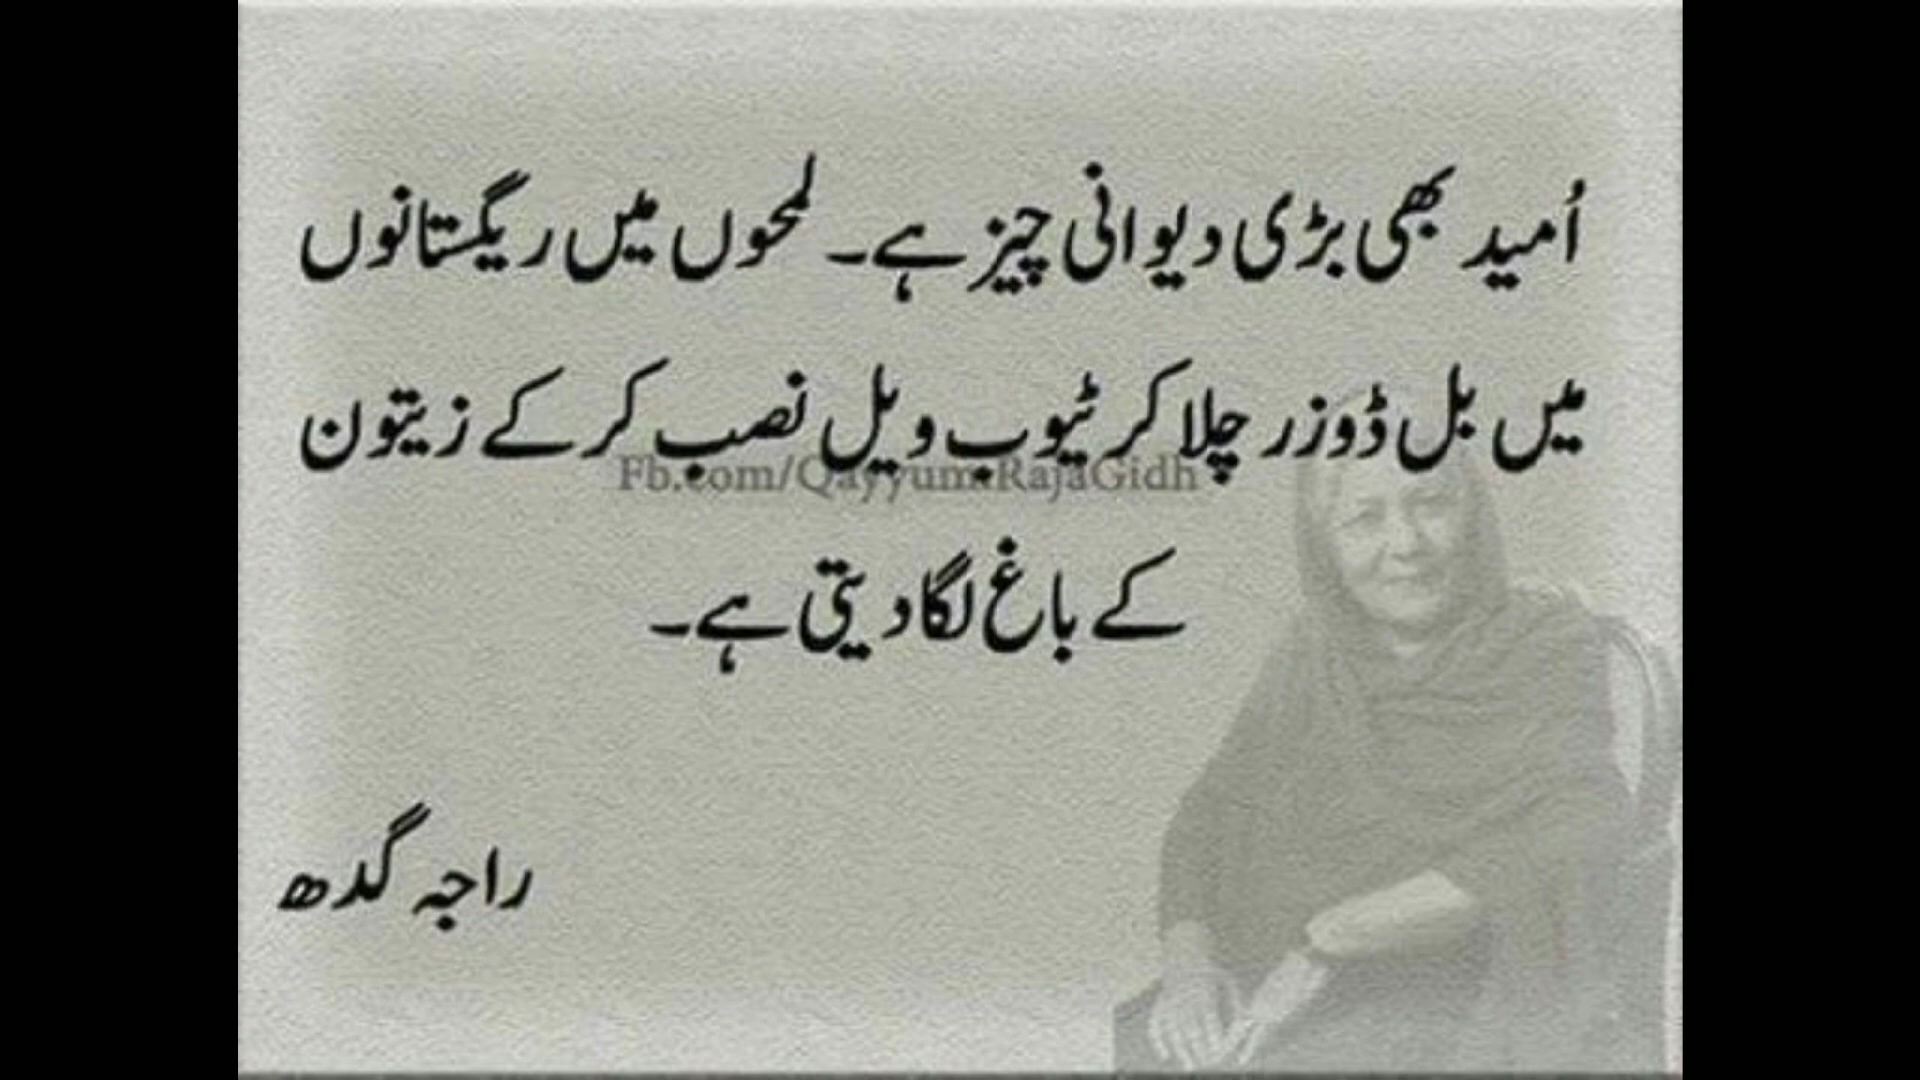 اُمید بھی بڑی دیوانی چیز ہے۔ لمحوں میں ریگستانوں
میں بل ڈوزر چلا کر ٹیوب ویل نصب کر کے زیتون
Fb.com/QayyumRajaGidh
کے باغ لگا دیتی ہے۔
راجہ گدھ